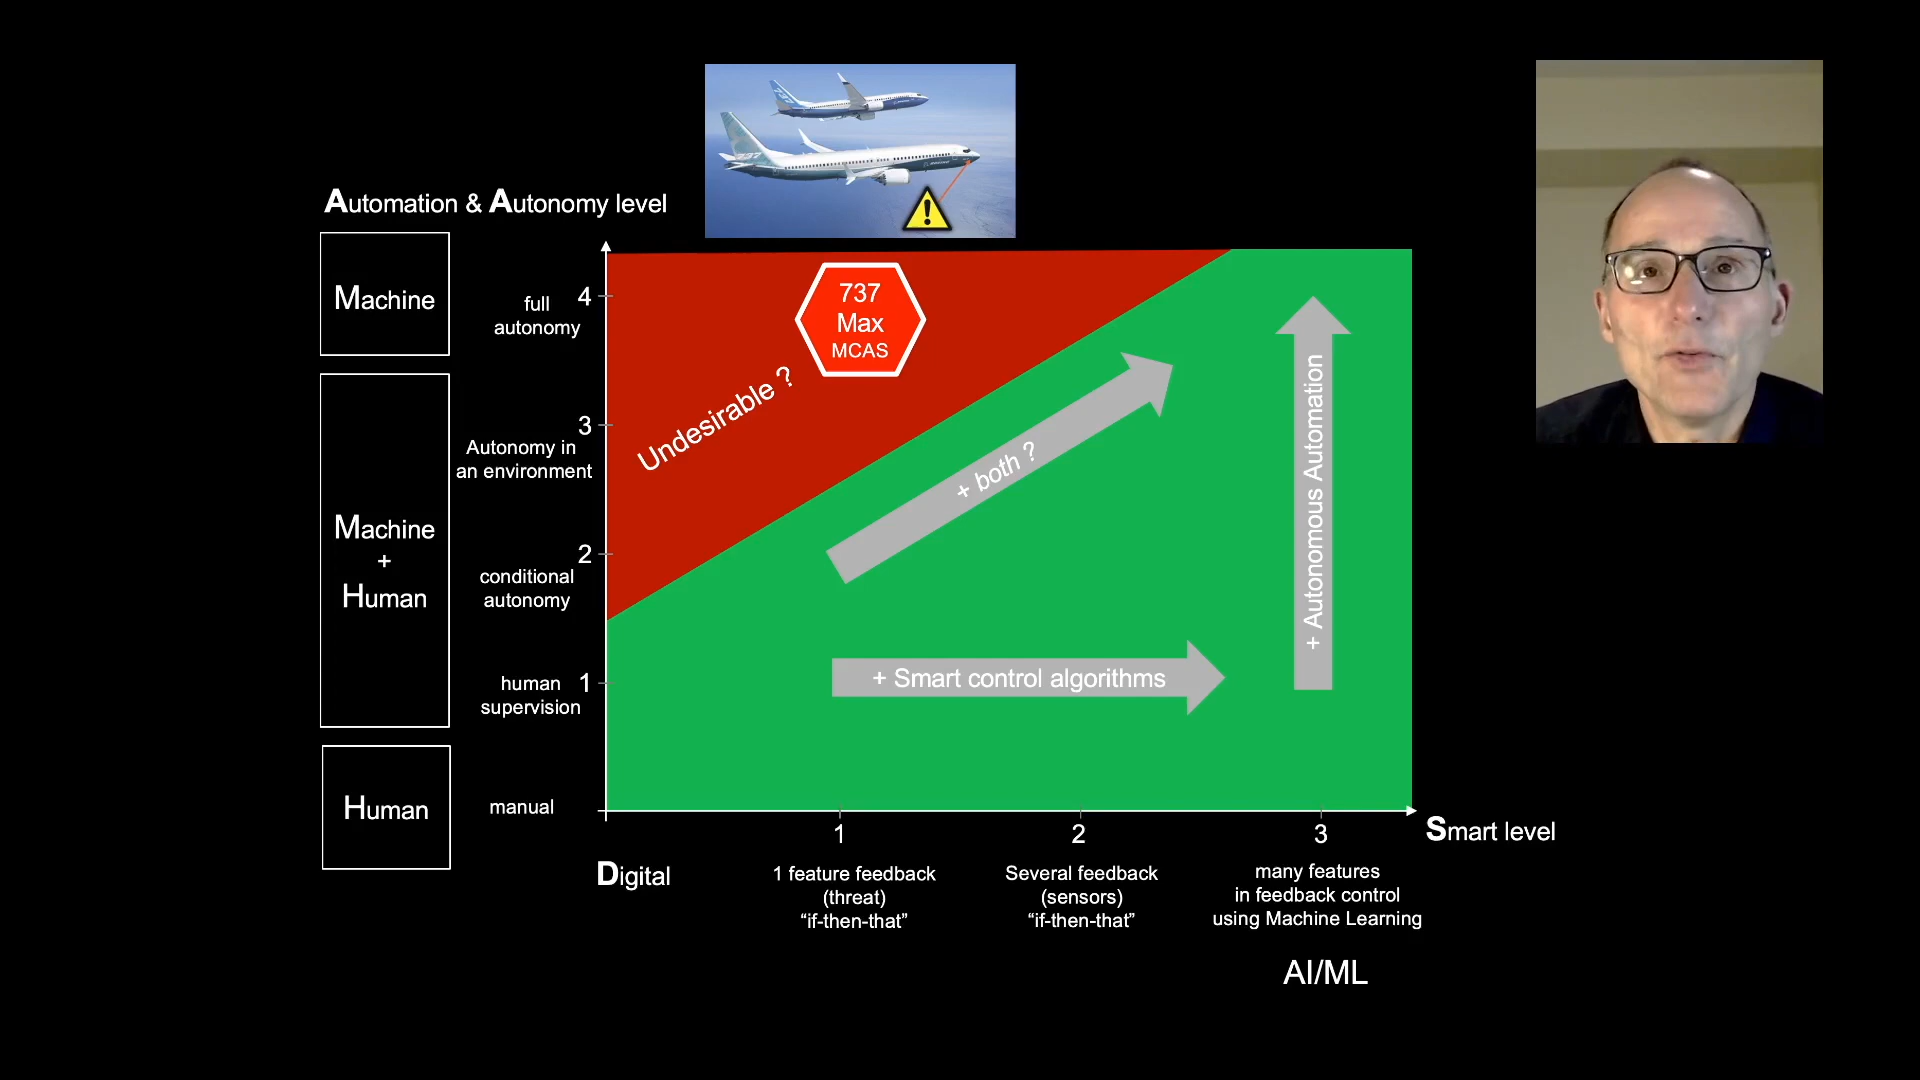 Automation & Autonomy level
Machine
full
autonomy
4
737
Max
MCAS
Undesirable ?
3
Autonomy in
an environment
Machine
+
Human
2
conditional
autonomy
+ both ?
+ Autonomous Automation
human
supervision
1
+ Smart control algorithms
Human
manual
1
2
3
Smart level
Digital
1 feature feedback
(threat)
“if-then-that”
Several feedback
(sensors)
“if-then-that”
many features
in feedback control
using Machine Learning
AI/ML